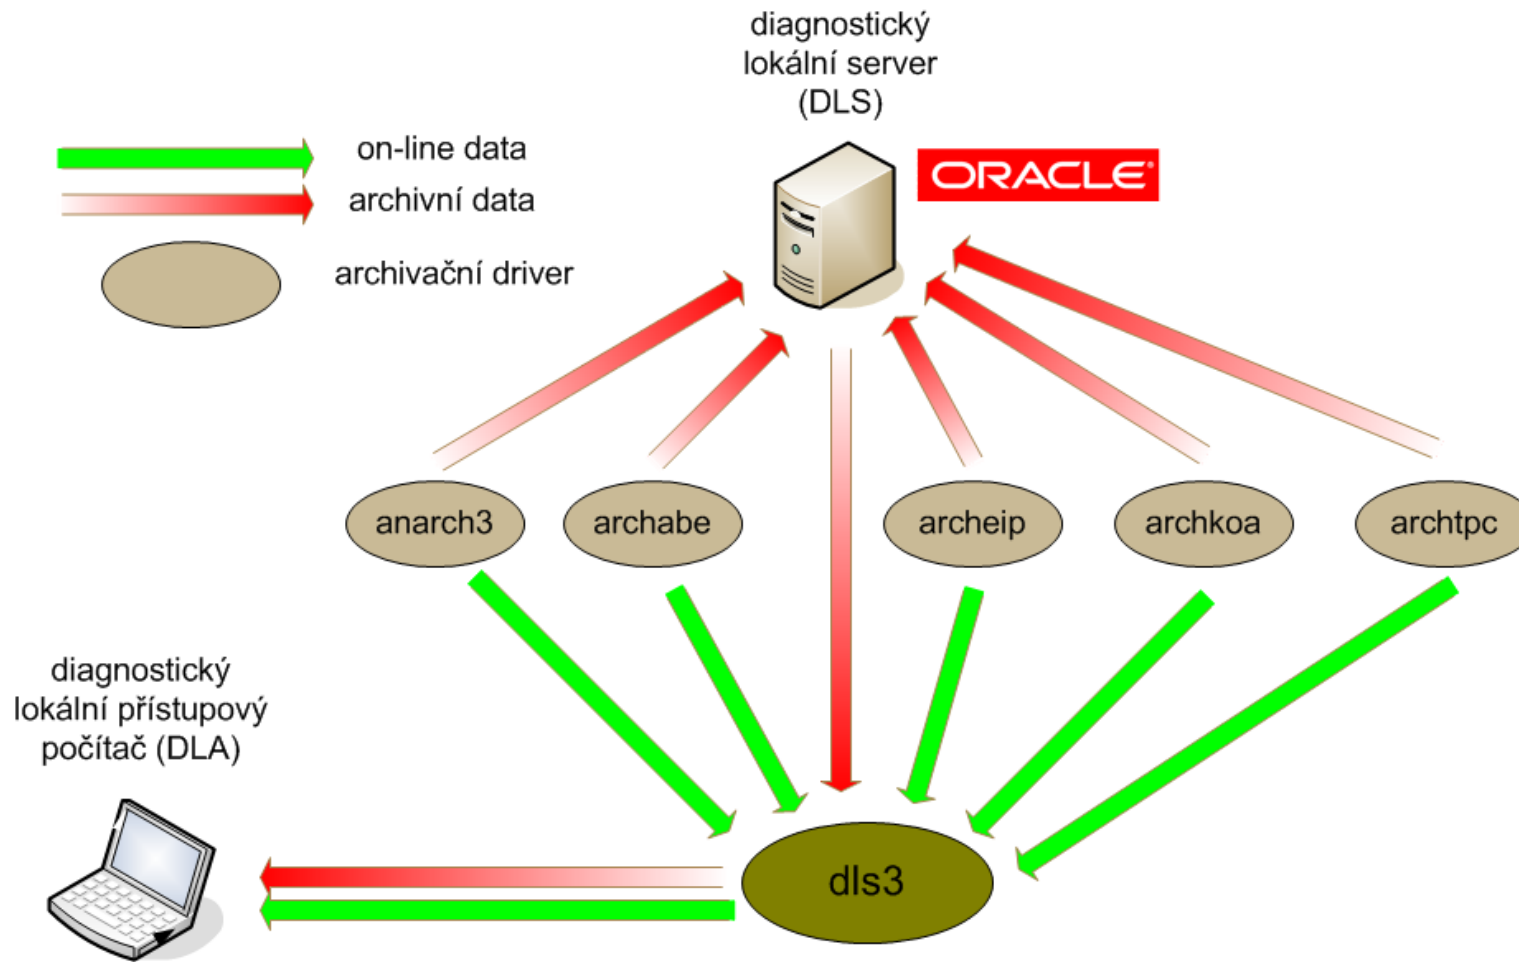 diagnostický
lokální server
(DLS)
ORACLE®
on-line data
archivní data
archivační driver
anarch3
archabe
archeip
archkoa
archtpc
diagnostický
lokální přístupový
počítač (DLA)
dls3